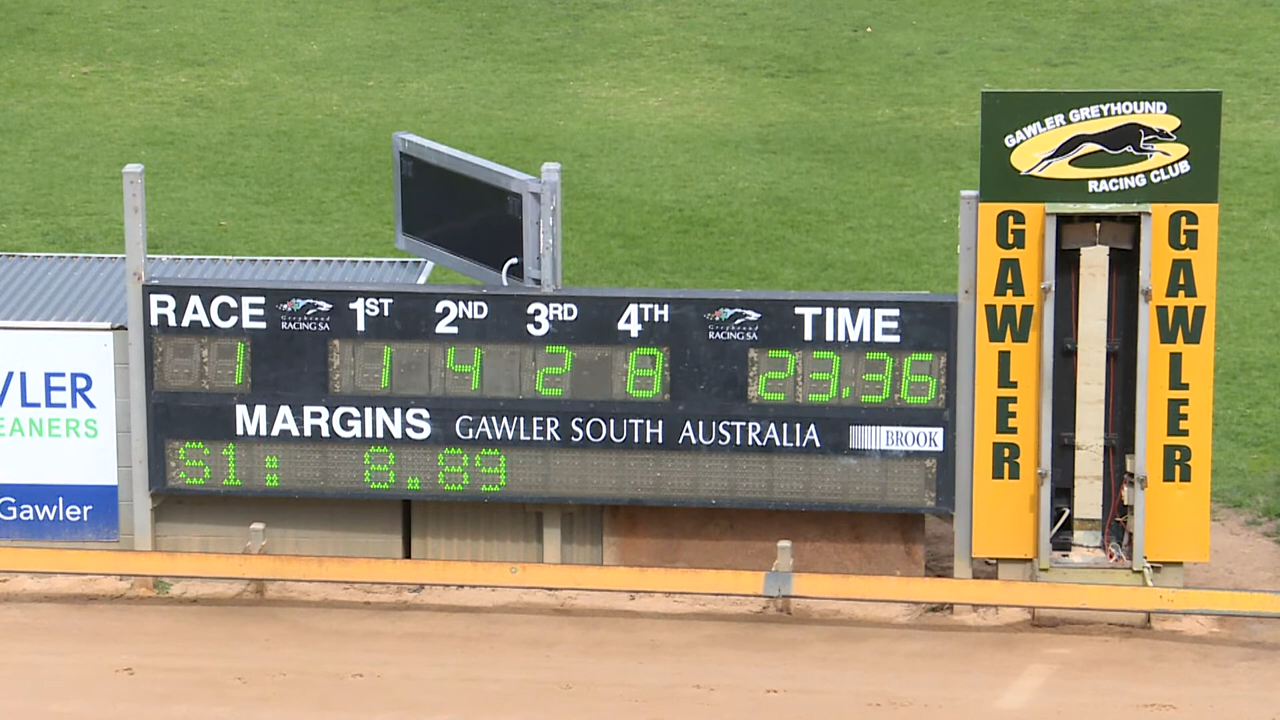 GAWLER GREYHOUND
RACING CLUB
RACE
Greyhound
RACING SA
1ST
2ND
3RD
4TH
Greyhound
RACING SA
TIME
1
1
4
2
8
23.36
MARGINS
GAWLER SOUTH AUSTRALIA
BROOK
S1: 8.89
GAWLER
GAWLER
VLER
EANERS
Gawler